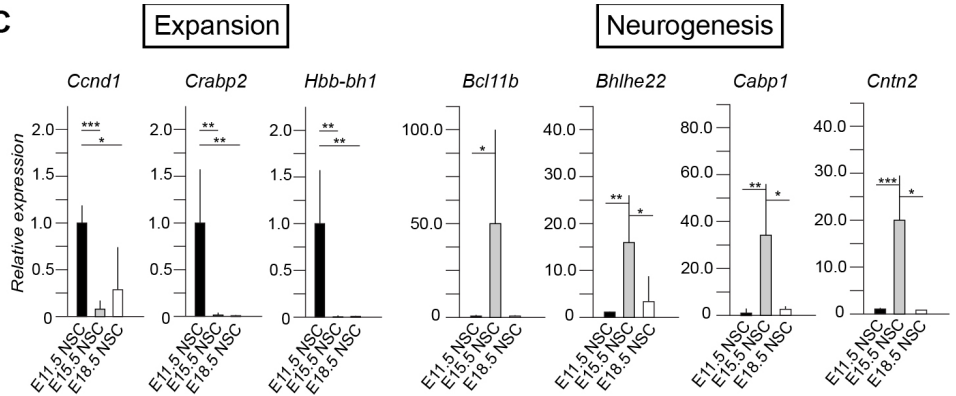 C
Expansion Neurogenesis
Ccnd1 Crabp2 Hbb-bh1 Bcl11b Bhlhe22 Cabp1 Cntn2
Relative expression
2.0
1.5
1.0
0.5
0
*** *
E11.5 NSC
E15.5 NSC
E18.5 NSC
2.0
1.5
1.0
0.5
0
** **
E11.5 NSC
E15.5 NSC
E18.5 NSC
2.0
1.5
1.0
0.5
0
** **
E11.5 NSC
E15.5 NSC
E18.5 NSC
100.0
50.0
0
*
E11.5 NSC
E15.5 NSC
E18.5 NSC
40.0
30.0
20.0
10.0
0
** *
E11.5 NSC
E15.5 NSC
E18.5 NSC
80.0
60.0
40.0
20.0
0
** *
E11.5 NSC
E15.5 NSC
E18.5 NSC
40.0
30.0
20.0
10.0
0
*** *
E11.5 NSC
E15.5 NSC
E18.5 NSC